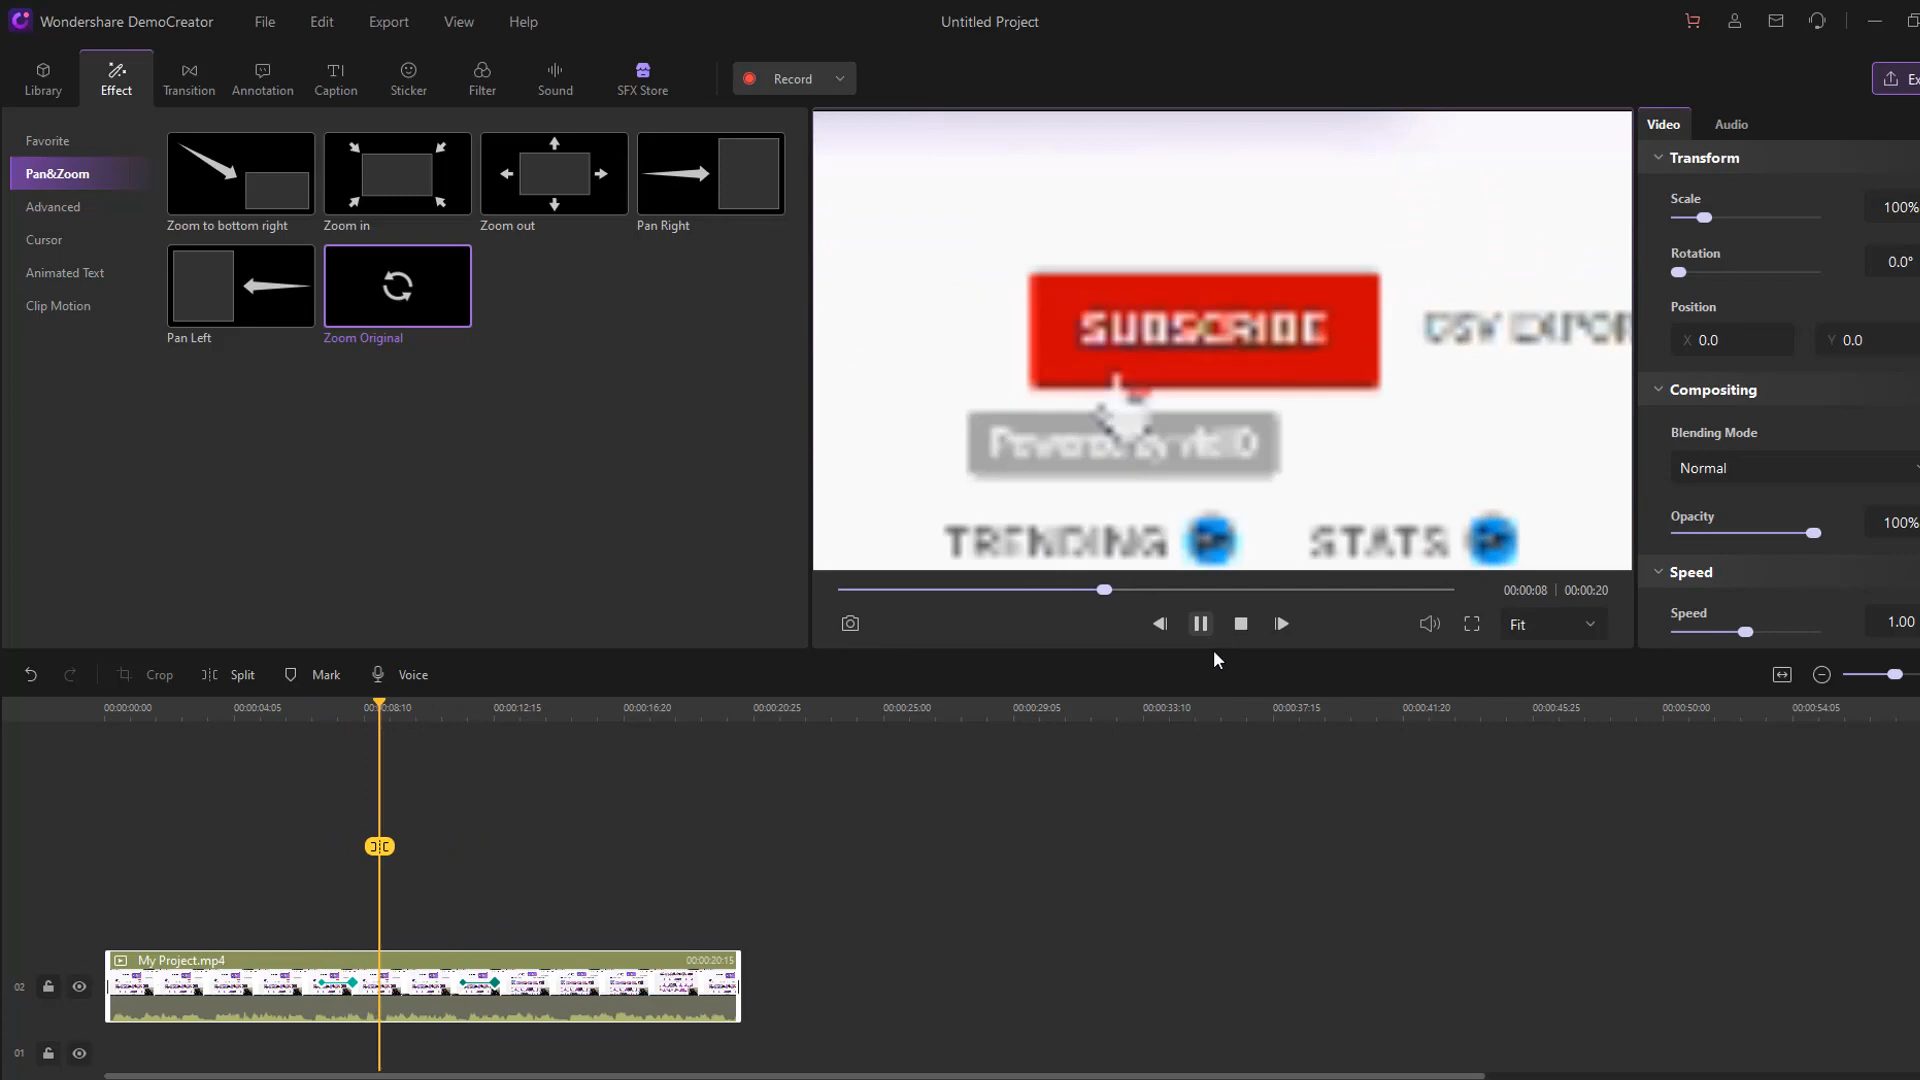 Wondershare DemoCreator File Edit Export View Help Untitled Project
Library Effect Transition Annotation Caption Sticker Filter Sound SFX Store Record Ex
Favorite
Pan&Zoom
Advanced
Cursor
Animated Text
Clip Motion
Zoom to bottom right Zoom in Zoom out Pan Right
Pan Left Zoom Original
SUBSCRIBE
Powered by vidIQ
TRENDING STATS
00:00:08 | 00:00:20
Fit
Video Audio
Transform
Scale
100%
Rotation
0.0°
Position
X 0.0 Y 0.0
Compositing
Blending Mode
Normal
Opacity
100%
Speed
Speed
1.00
Crop Split Mark Voice
00:00:00:00 00:00:04:05 00:00:08:10 00:00:12:15 00:00:16:20 00:00:20:25 00:00:25:00 00:00:29:05 00:00:33:10 00:00:37:15 00:00:41:20 00:00:45:25 00:00:50:00 00:00:54:05
My Project.mp4 00:00:20:15
02
01